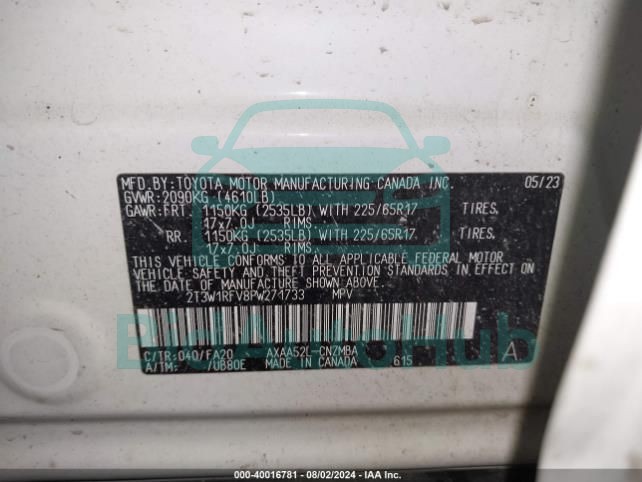 MFD.BY:TOYOTA MOTOR MANUFACTURING CANADA INC. 05/23
GVWR:2090KG (4610LB)
GAWR:FRT. 1150KG (2535LB) WITH 225/65R17 TIRES,
17x7.0J RIMS,
RR. 1150KG (2535LB) WITH 225/65R17 TIRES,
17x7.0J RIMS,
THIS VEHICLE CONFORMS TO ALL APPLICABLE FEDERAL MOTOR
VEHICLE SAFETY AND THEFT PREVENTION STANDARDS IN EFFECT ON
THE DATE OF MANUFACTURE SHOWN ABOVE.
2T3W1RFV8PW271733 MPV
C/TR:040/FA20 AXAA52L-CNZMBA
A/TM: /UB80E MADE IN CANADA 615 A
000-40016781 - 08/02/2024 - IAA Inc.